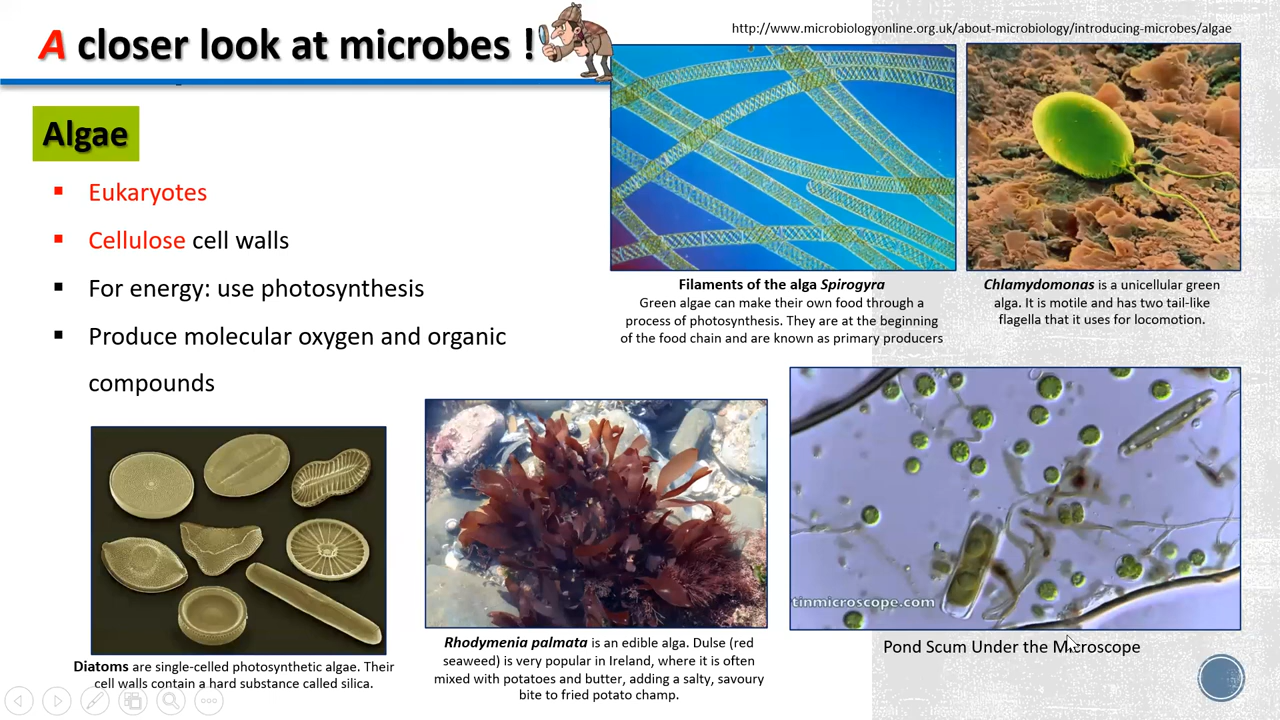 A closer look at microbes !
http://www.microbiologyonline.org.uk/about-microbiology/introducing-microbes/algae
Algae
Eukaryotes
Cellulose cell walls
For energy: use photosynthesis
Produce molecular oxygen and organic
compounds
Filaments of the alga Spirogyra
Green algae can make their own food through a
process of photosynthesis. They are at the beginning
of the food chain and are known as primary producers
Chlamydomonas is a unicellular green
alga. It is motile and has two tail-like
flagella that it uses for locomotion.
Diatoms are single-celled photosynthetic algae. Their
cell walls contain a hard substance called silica.
Rhodymenia palmata is an edible alga. Dulse (red
seaweed) is very popular in Ireland, where it is often
mixed with potatoes and butter, adding a salty, savoury
bite to fried potato champ.
tinmicroscope.com
Pond Scum Under the Microscope